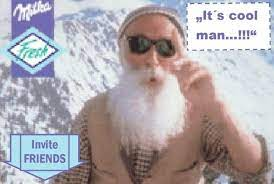 Milka
Fresh
„It´s cool
man...!!!"
Invite
FRIENDS